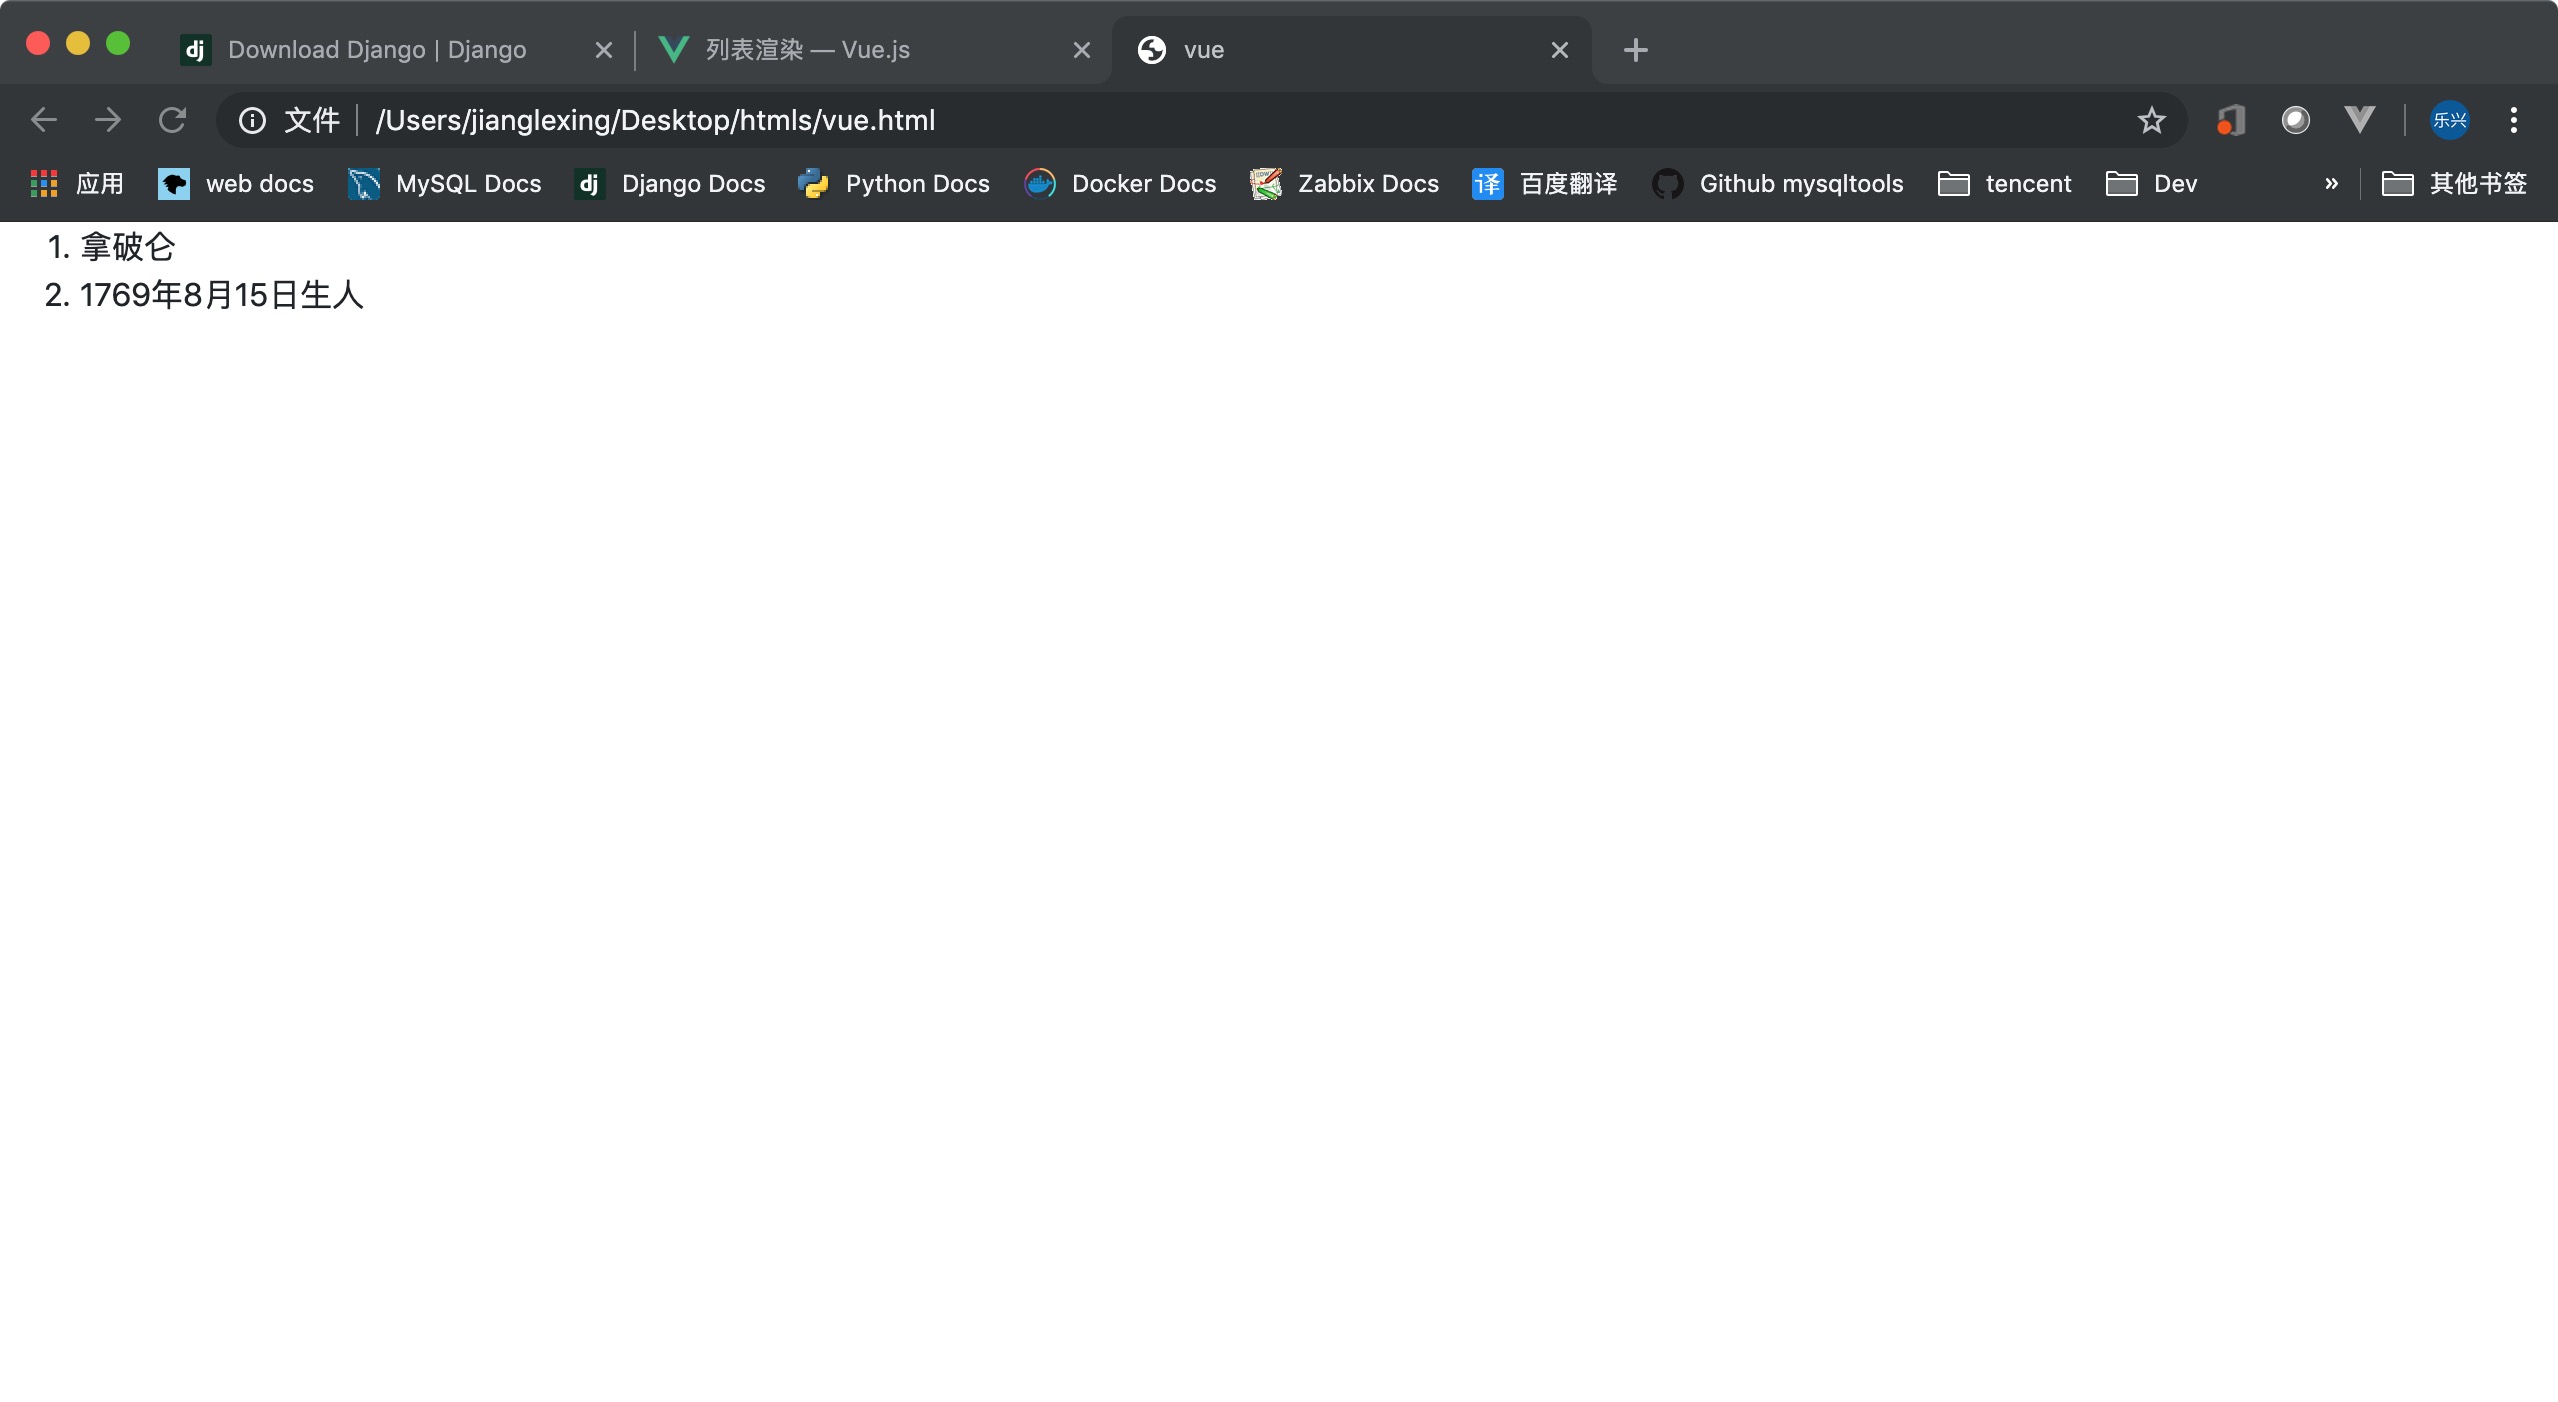 Download Django | Django 列表渲染 — Vue.js vue
文件 /Users/jianglexing/Desktop/htmls/vue.html 乐兴
应用 web docs MySQL Docs dj Django Docs Python Docs Docker Docs Zabbix Docs 译 百度翻译 Github mysqltools tencent Dev » 其他书签
1. 拿破仑
2. 1769年8月15日生人